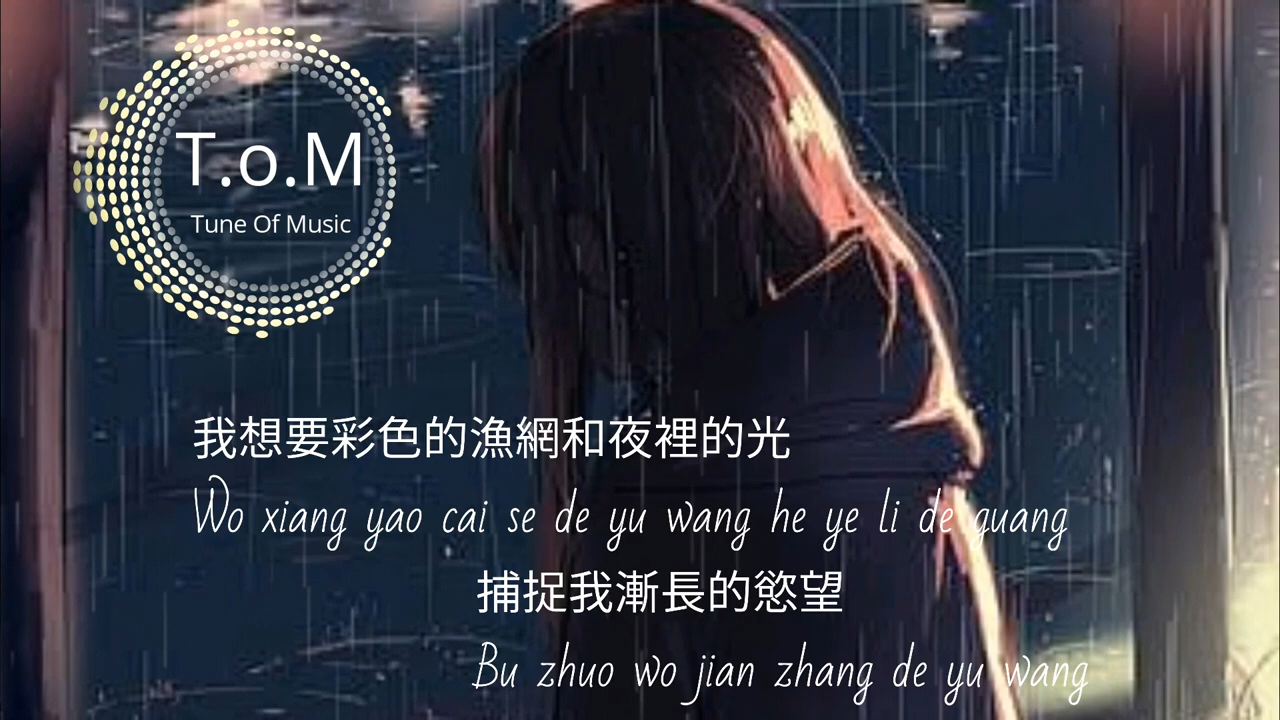 T.o.M
Tune Of Music
我想要彩色的漁網和夜裡的光
Wo xiang yao cai se de yu wang he ye li de guang
捕捉我漸長的慾望
Bu zhuo wo jian zhang de yu wang